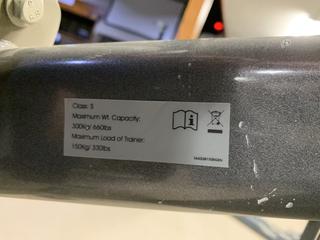 Class: S
Maximum Wt. Capacity:
300kg/ 660lbs
Maximum Load of Trainer:
150kg/ 330lbs